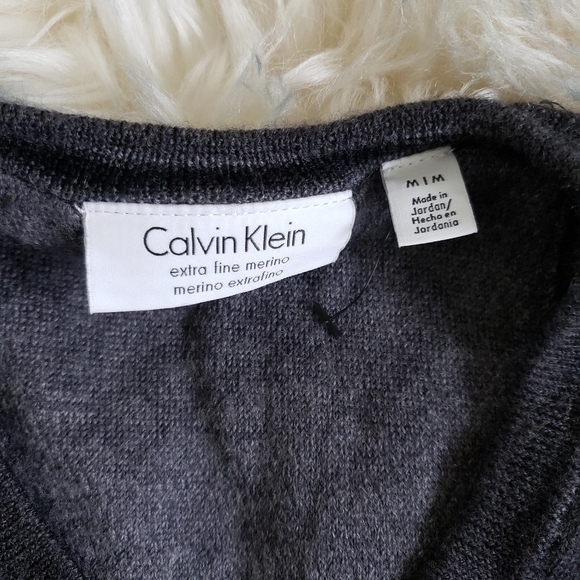 Calvin Klein
extra fine merino
merino extrafino
M | M
Made in
Jordan/
Hecho en
Jordania